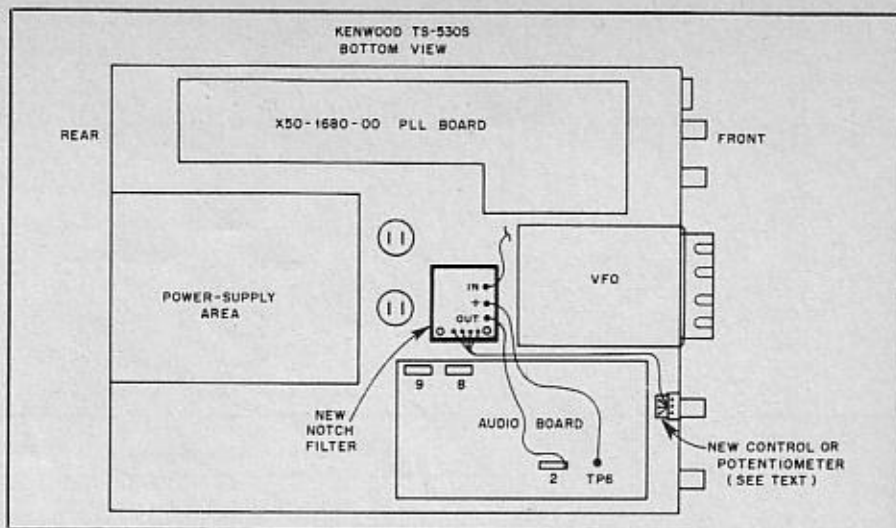 KENWOOD TS-530S
BOTTOM VIEW
X50-1680-00 PLL BOARD
REAR
FRONT
VFO
POWER-SUPPLY
AREA
IN
+
OUT
9
8
NEW
NOTCH
FILTER
AUDIO BOARD
2
TP6
NEW CONTROL OR
POTENTIOMETER
(SEE TEXT)